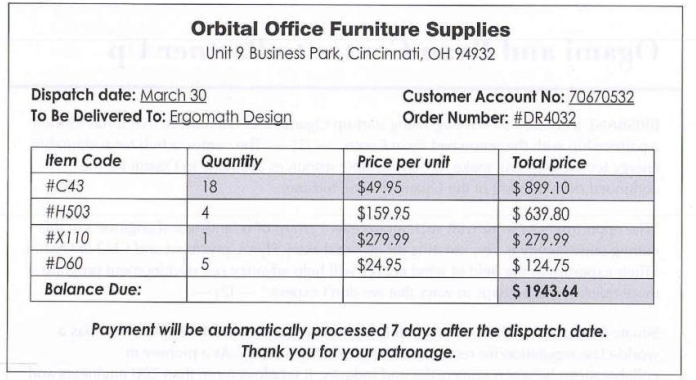 Orbital Office Furniture Supplies
Unit 9 Business Park, Cincinnati, OH 94932
Dispatch date: March 30 Customer Account No: 70670532
To Be Delivered To: Ergomath Design Order Number: #DR4032
Item Code Quantity Price per unit Total price
#C43 18 $49.95 $ 899.10
#H503 4 $159.95 $ 639.80
#X110 1 $279.99 $ 279.99
#D60 5 $24.95 $ 124.75
Balance Due: $ 1943.64
Payment will be automatically processed 7 days after the dispatch date.
Thank you for your patronage.